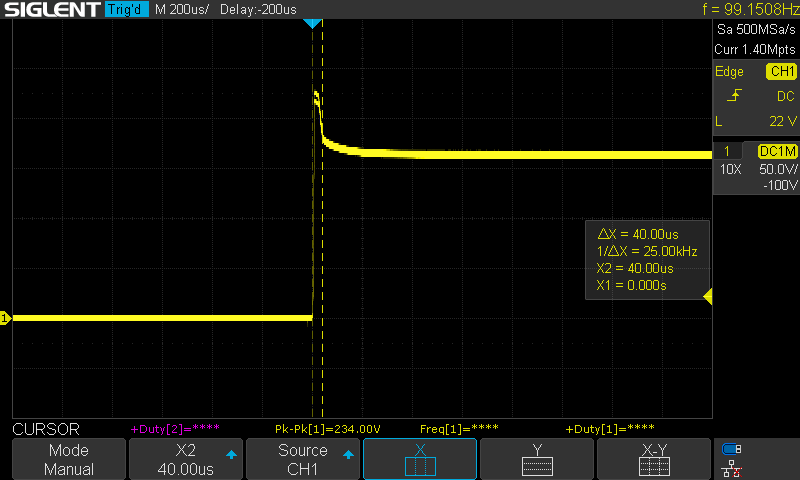 SIGLENT Trig'd M 200us/ Delay:-200us f = 99.1508Hz
Sa 500MSa/s
Curr 1.40Mpts
Edge CH1
DC
L 22 V
1 DC1M
10X 50.0V/
-100V
△X = 40.00us
1/△X = 25.00kHz
X2 = 40.00us
X1 = 0.000s
1
CURSOR +Duty[2]=**** Pk-Pk[1]=234.00V Freq[1]=**** +Duty[1]=****
Mode X2 Source X Y X-Y
Manual 40.00us CH1